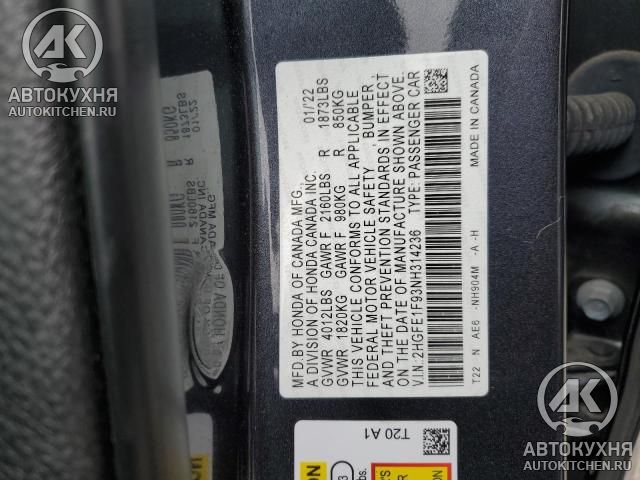 АВТОКУХНЯ
AUTOKITCHEN.RU
MFD.BY HONDA OF CANADA MFG. 01/'22
A DIVISION OF HONDA CANADA INC.
GVWR 4012LBS GAWR F 2160LBS R 1873LBS
GVWR 1820KG GAWR F 980KG R 850KG
THIS VEHICLE CONFORMS TO ALL APPLICABLE
FEDERAL MOTOR VEHICLE SAFETY, BUMPER,
AND THEFT PREVENTION STANDARDS IN EFFECT
ON THE DATE OF MANUFACTURE SHOWN ABOVE.
V.I.N.: 2HGFE1F93NH314236 TYPE: PASSENGER CAR
T22 N AE6 -NH904M -A -H MADE IN CANADA
T20 A1
АВТОКУХНЯ
AUTOKITCHEN.RU